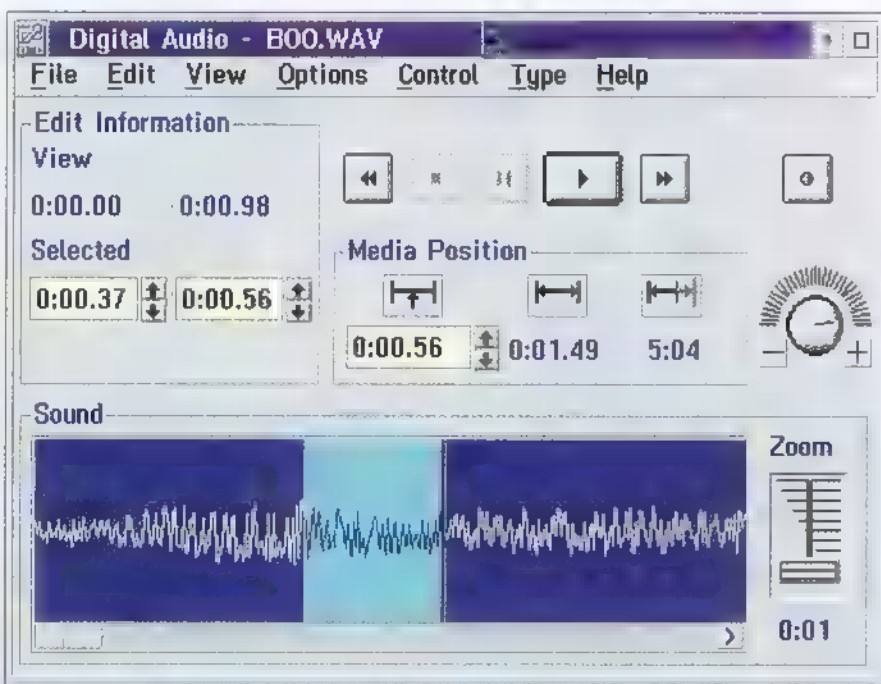 Digital Audio - BOO.WAV
File Edit View Options Control Type Help
Edit Information
View
0:00.00 0:00.98
Selected
0:00.37 0:00.56
Media Position
0:00.56 0:01.49 5:04
Sound
Zoom
0:01